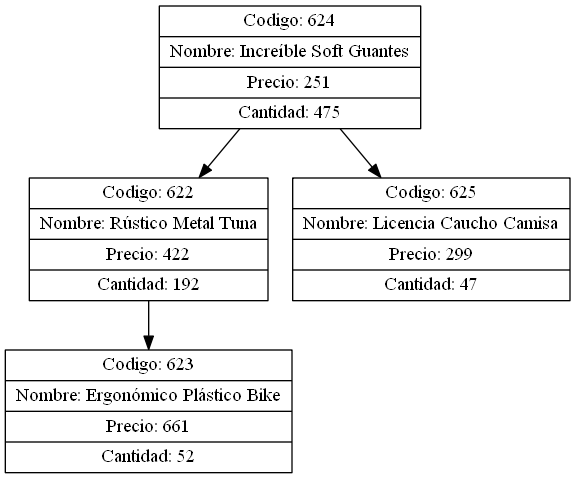 Codigo: 624
Nombre: Increíble Soft Guantes
Precio: 251
Cantidad: 475
Codigo: 622
Nombre: Rústico Metal Tuna
Precio: 422
Cantidad: 192
Codigo: 625
Nombre: Licencia Caucho Camisa
Precio: 299
Cantidad: 47
Codigo: 623
Nombre: Ergonómico Plástico Bike
Precio: 661
Cantidad: 52